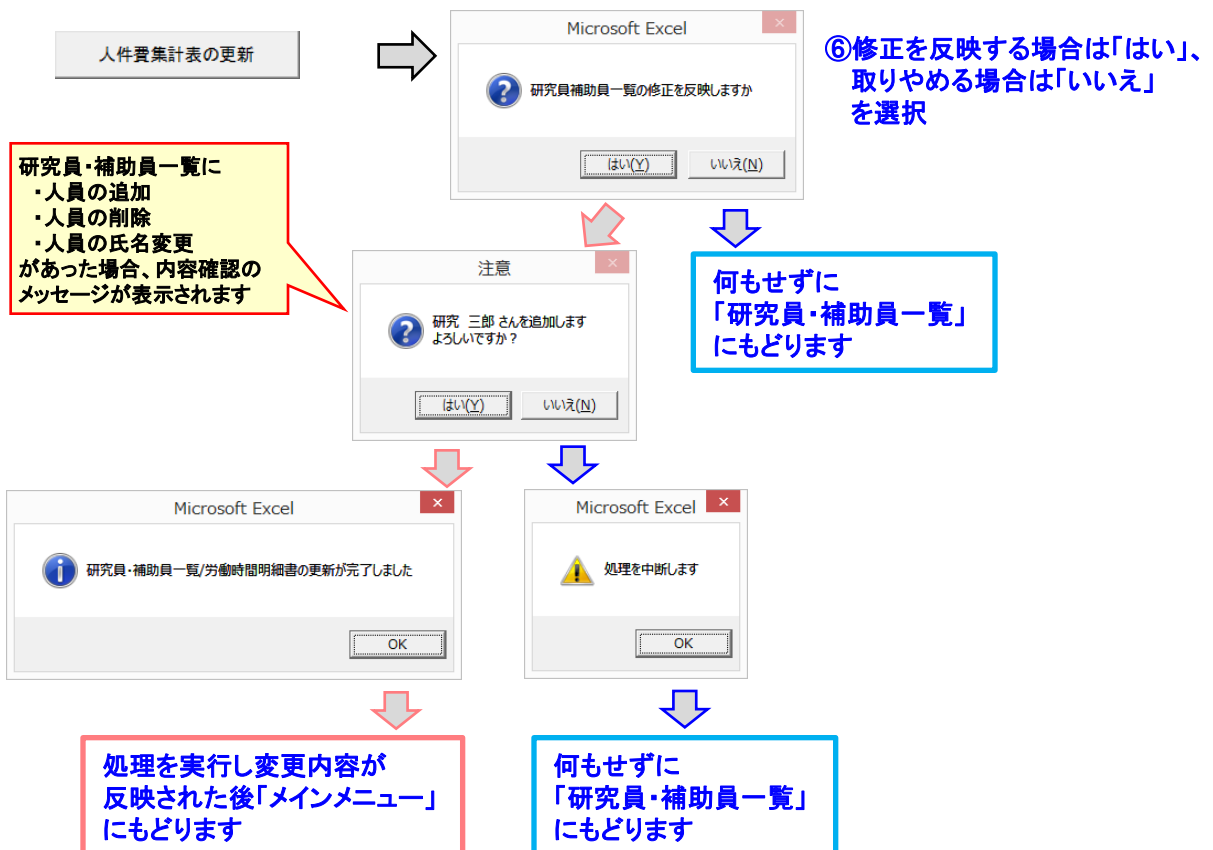 人件費集計表の更新
Microsoft Excel
研究員補助員一覧の修正を反映しますか
はい(Y)
いいえ(N)
⑥修正を反映する場合は「はい」、
取りやめる場合は「いいえ」
を選択
研究員・補助員一覧に
・人員の追加
・人員の削除
・人員の氏名変更
があった場合、内容確認の
メッセージが表示されます
注意
研究　三郎 さんを追加します
よろしいですか？
はい(Y)
いいえ(N)
何もせずに
「研究員・補助員一覧」
にもどります
Microsoft Excel
研究員・補助員一覧/労働時間明細書の更新が完了しました
OK
Microsoft Excel
処理を中断します
OK
処理を実行し変更内容が
反映された後「メインメニュー」
にもどります
何もせずに
「研究員・補助員一覧」
にもどります